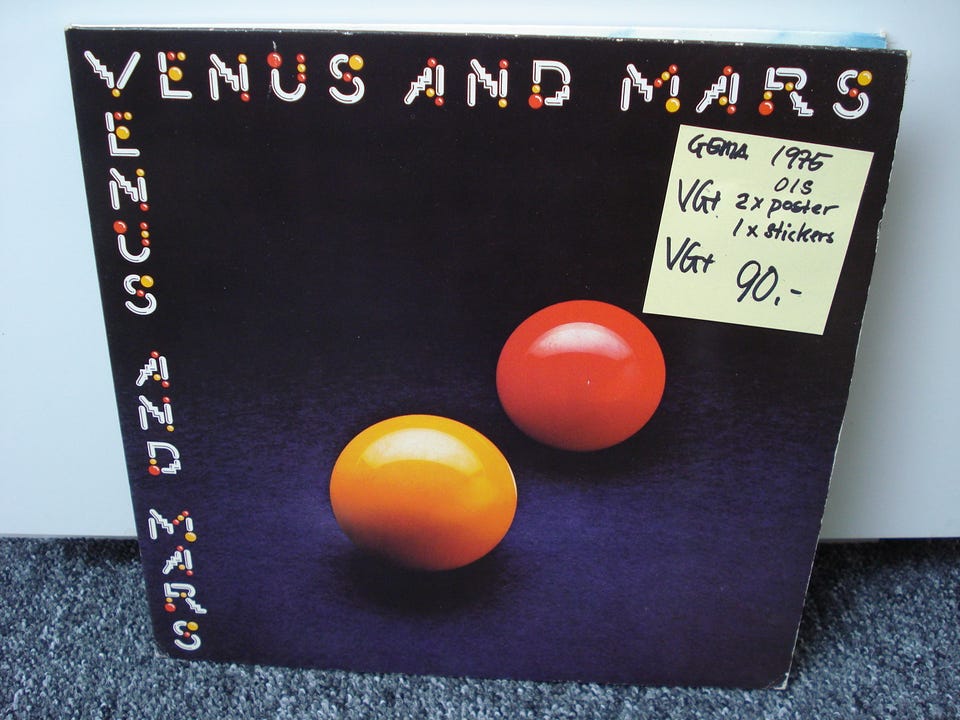 VENUS AND MARS
VENUS AND MARS
GEMA 1975
OIS
VG+ 2x poster
1x stickers
VG+ 90,-